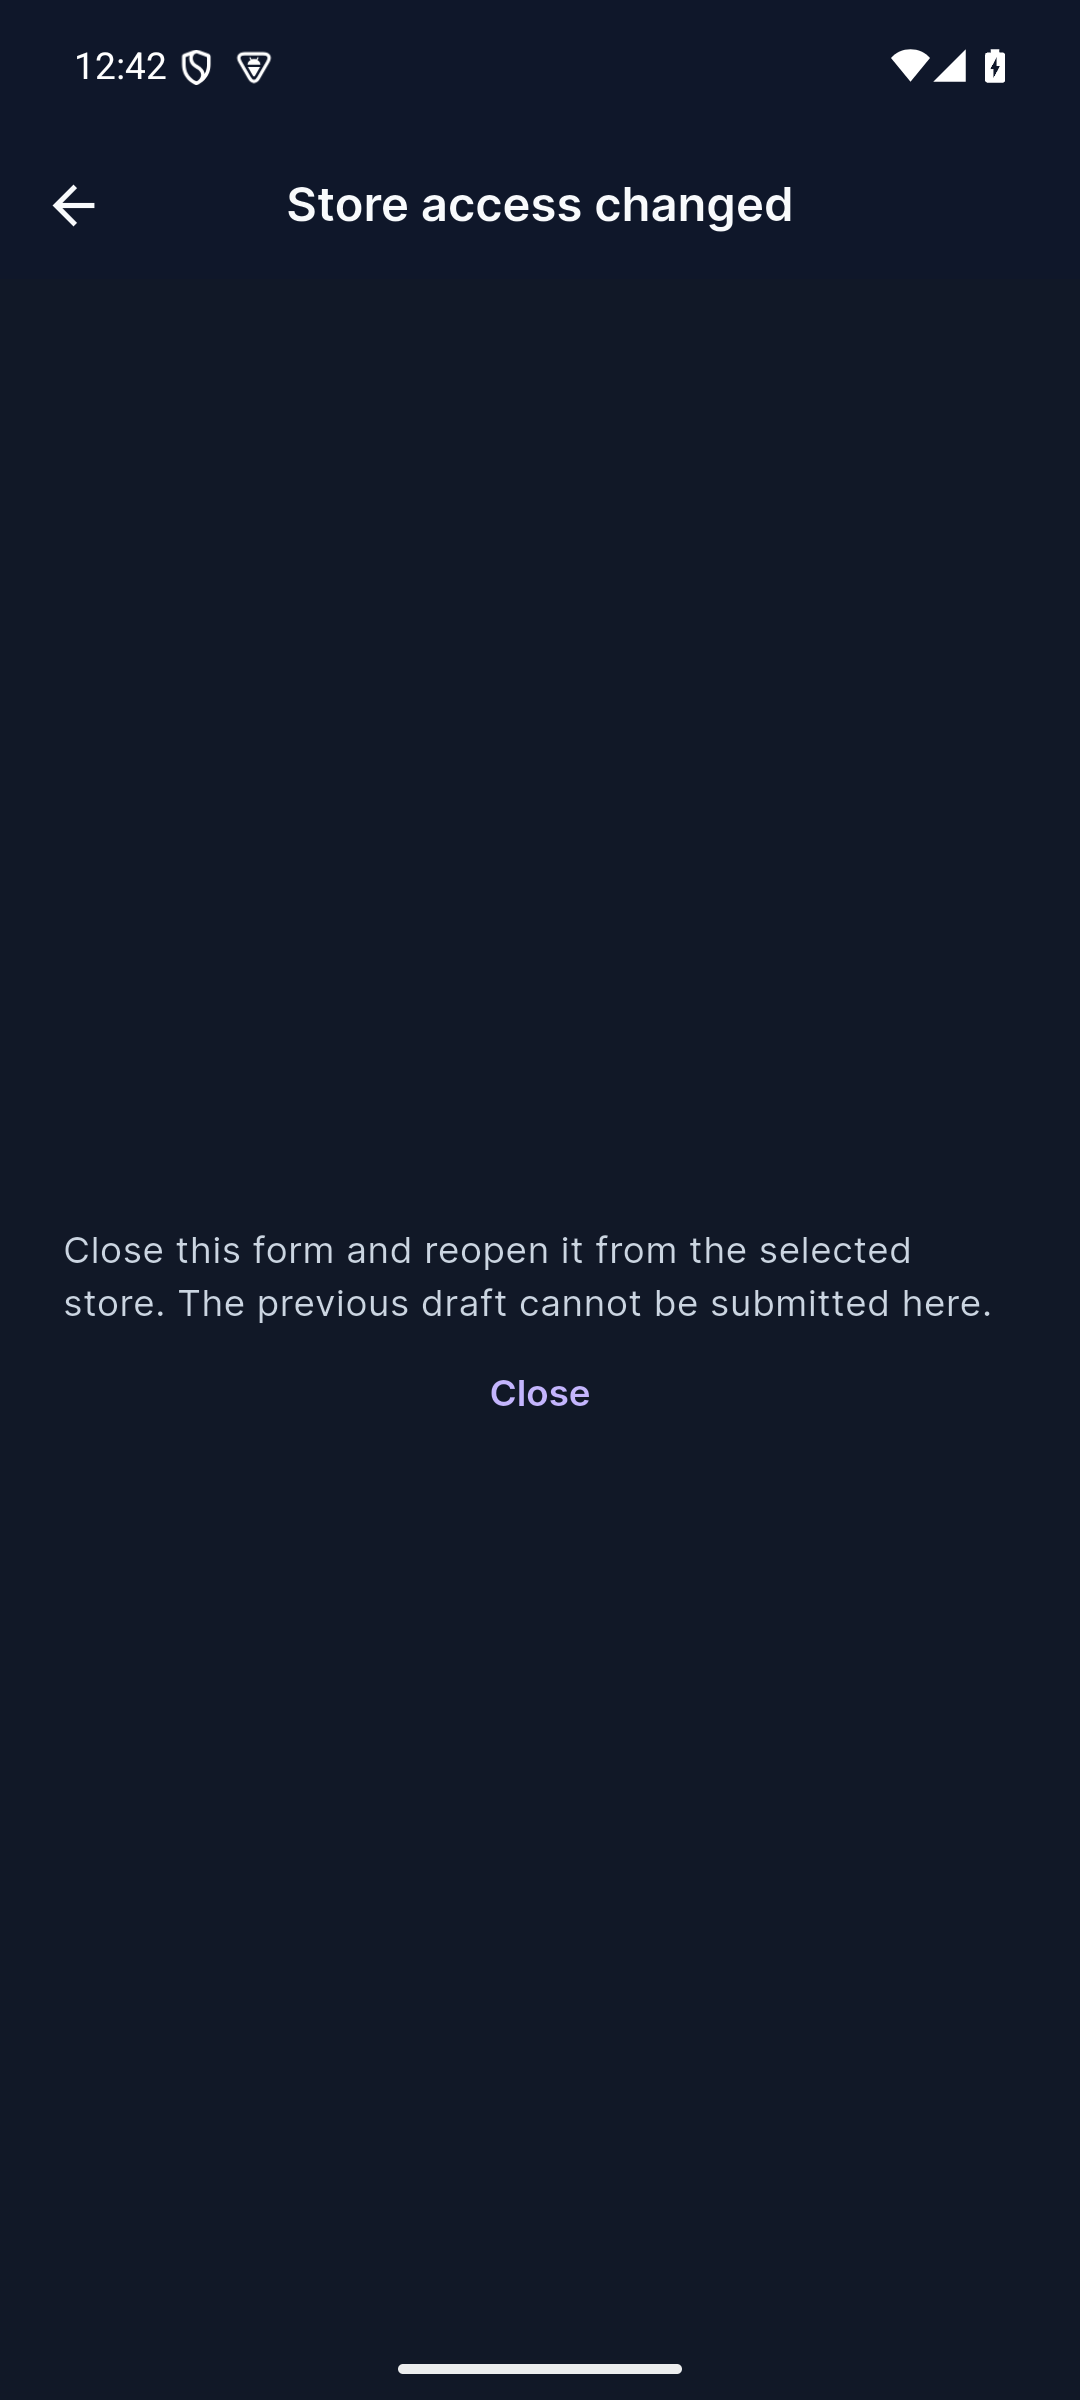 12:42
Store access changed
Close this form and reopen it from the selected
store. The previous draft cannot be submitted here.
Close